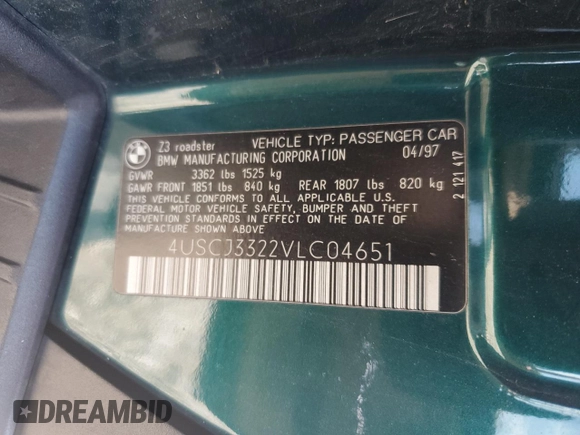 BMW
Z3 roadster VEHICLE TYP: PASSENGER CAR
BMW MANUFACTURING CORPORATION 04/97
GVWR 3362 lbs 1525 kg
GAWR FRONT 1851 lbs 840 kg REAR 1807 lbs 820 kg
THIS VEHICLE CONFORMS TO ALL APPLICABLE U.S.
FEDERAL MOTOR VEHICLE SAFETY, BUMPER AND THEFT
PREVENTION STANDARDS IN EFFECT ON THE DATE OF
MANUFACTURE SHOWN ABOVE
4USCJ3322VLC04651
2 121 417
DREAMBID